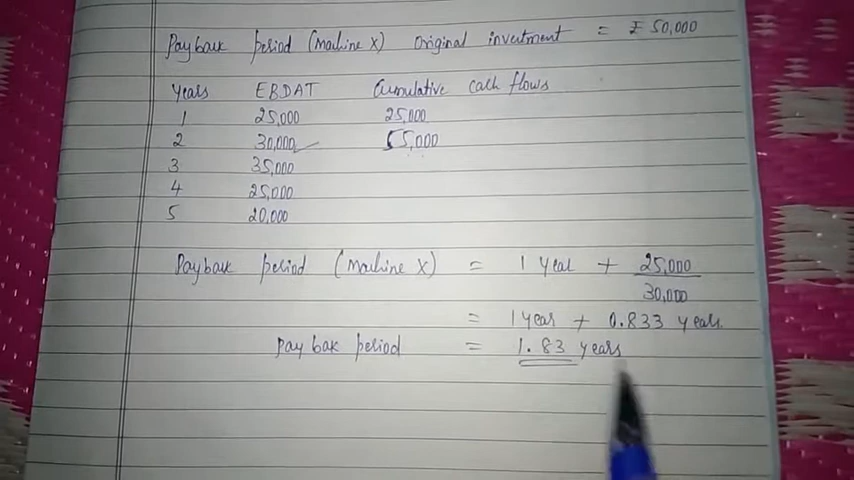 Payback period (Machine X) Original investment = ₹ 50,000
Years EBDAT Cumulative cash flows
1 25,000 25,000
2 30,000 55,000
3 35,000
4 25,000
5 20,000
Payback period (Machine X) = 1 year + 25,000
30,000
= 1 year + 0.833 years
Payback period = 1.83 years